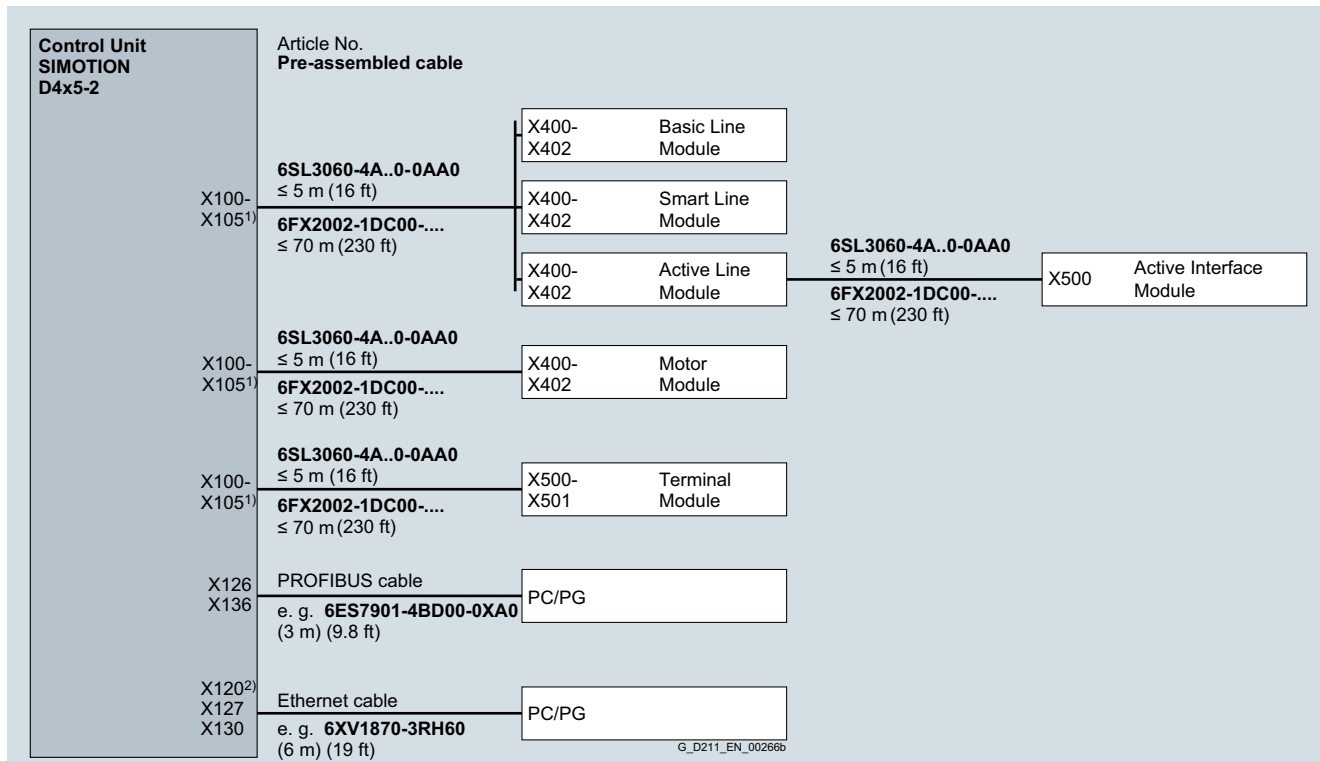 Control Unit
SIMOTION
D4x5-2
Article No.
Pre-assembled cable
X100-
X105¹⁾
6SL3060-4A..0-0AA0
≤ 5 m (16 ft)
6FX2002-1DC00-....
≤ 70 m (230 ft)
X400- Basic Line
X402 Module
X400- Smart Line
X402 Module
X400- Active Line
X402 Module
6SL3060-4A..0-0AA0
≤ 5 m (16 ft)
6FX2002-1DC00-....
≤ 70 m (230 ft)
X500 Active Interface
Module
X100-
X105¹⁾
6SL3060-4A..0-0AA0
≤ 5 m (16 ft)
6FX2002-1DC00-....
≤ 70 m (230 ft)
X400- Motor
X402 Module
X100-
X105¹⁾
6SL3060-4A..0-0AA0
≤ 5 m (16 ft)
6FX2002-1DC00-....
≤ 70 m (230 ft)
X500- Terminal
X501 Module
X126
X136
PROFIBUS cable
e. g. 6ES7901-4BD00-0XA0
(3 m) (9.8 ft)
PC/PG
X120²⁾
X127
X130
Ethernet cable
e. g. 6XV1870-3RH60
(6 m) (19 ft)
PC/PG
G_D211_EN_00266b